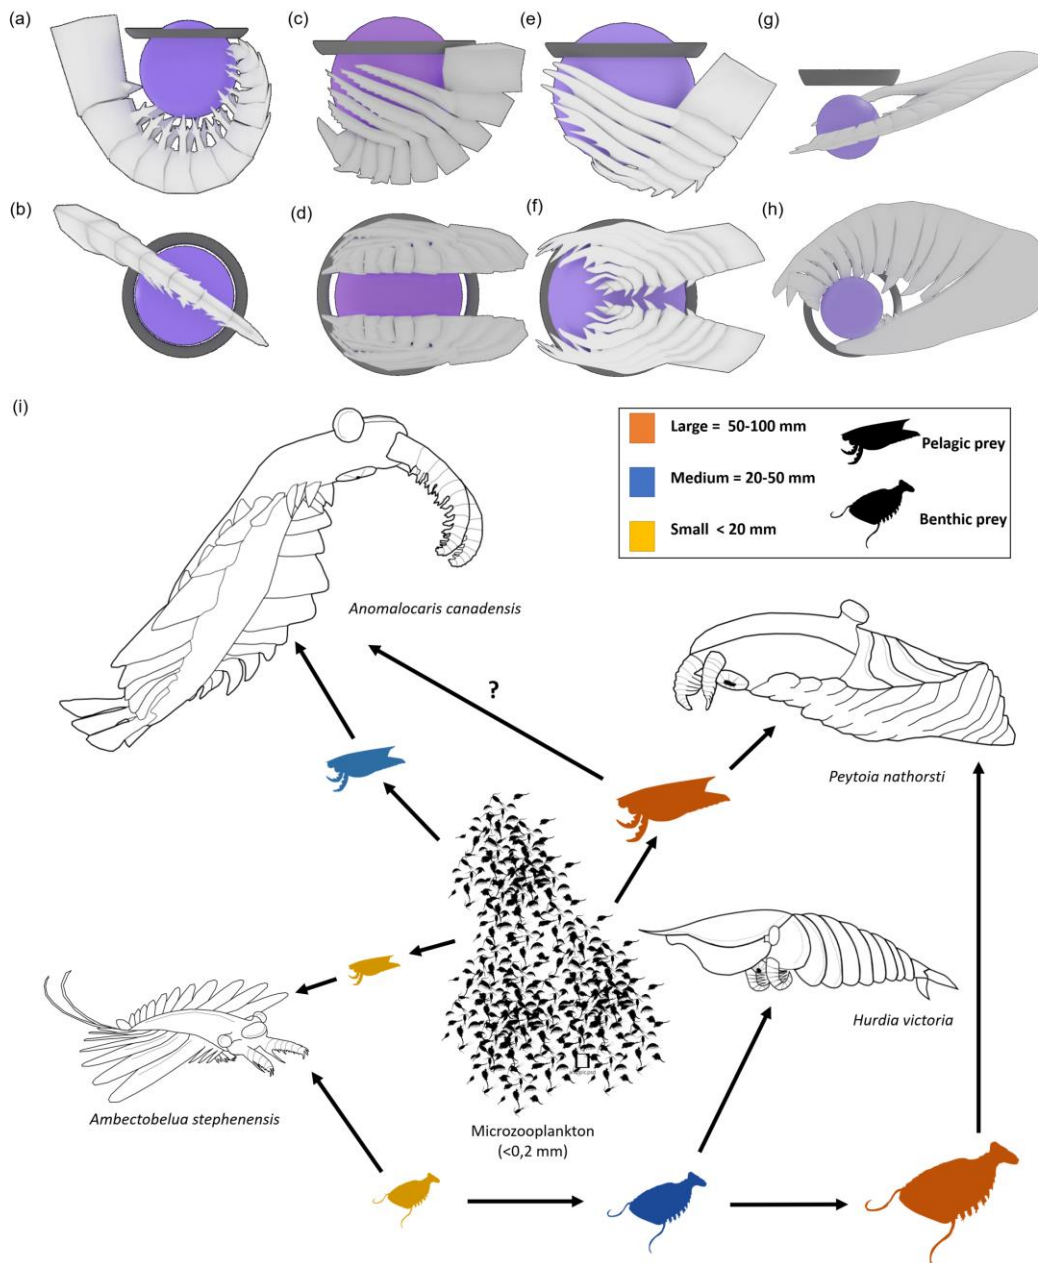 (a)
(c)
(e)
(g)
(b)
(d)
(f)
(h)
(i)
Large = 50-100 mm
Pelagic prey
Medium = 20-50 mm
Benthic prey
Small < 20 mm
Anomalocaris canadensis
?
Peytoia nathorsti
Hurdia victoria
Ambectobelua stephenensis
Microzooplankton
(<0,2 mm)